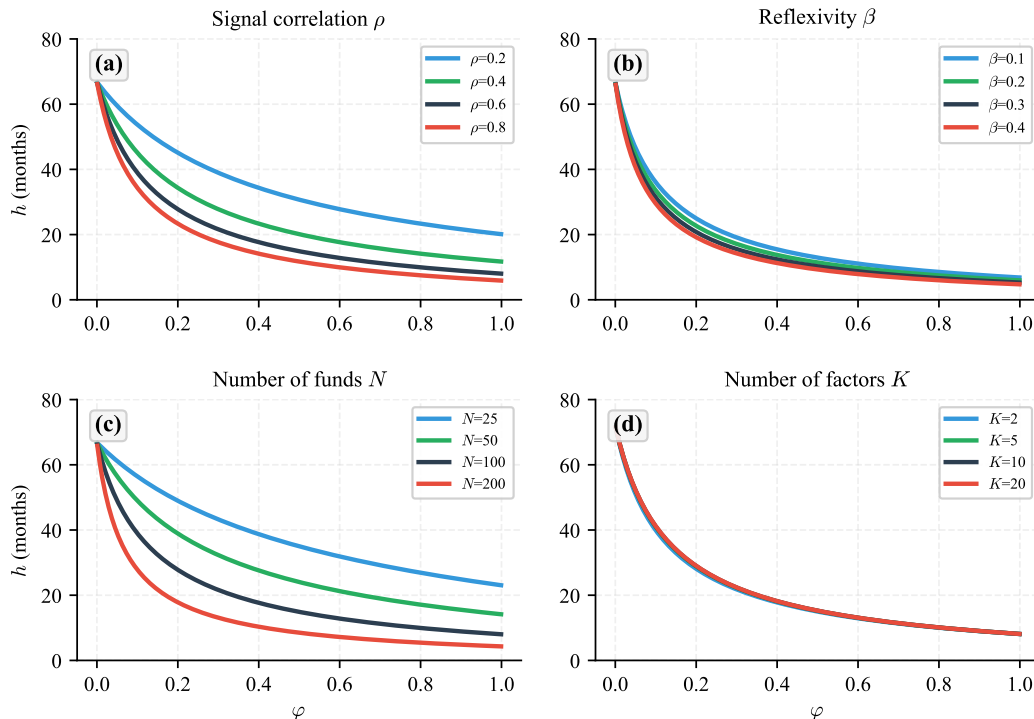 Signal correlation ρ
80
60
40
20
0
h (months)
(a)
ρ=0.2
ρ=0.4
ρ=0.6
ρ=0.8
0.0 0.2 0.4 0.6 0.8 1.0
Reflexivity β
80
60
40
20
0
(b)
β=0.1
β=0.2
β=0.3
β=0.4
0.0 0.2 0.4 0.6 0.8 1.0
Number of funds N
80
60
40
20
0
h (months)
(c)
N=25
N=50
N=100
N=200
0.0 0.2 0.4 0.6 0.8 1.0
φ
Number of factors K
80
60
40
20
0
(d)
K=2
K=5
K=10
K=20
0.0 0.2 0.4 0.6 0.8 1.0
φ